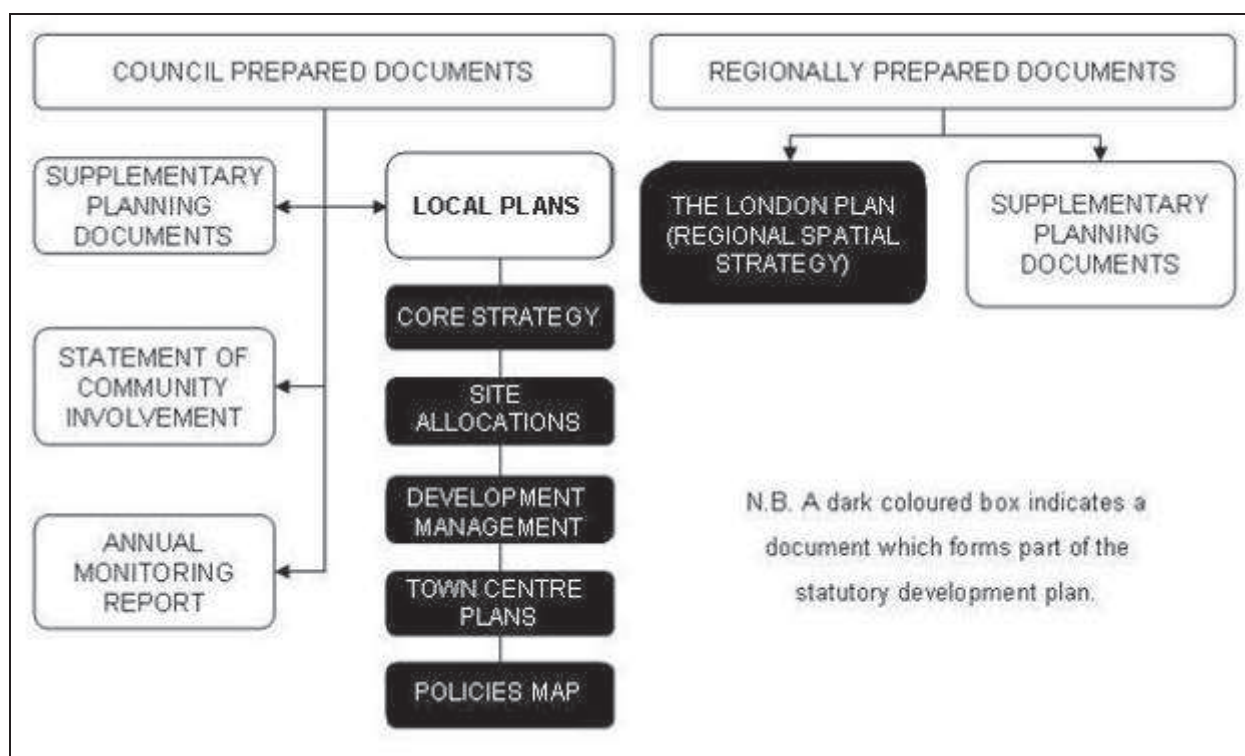 COUNCIL PREPARED DOCUMENTS
SUPPLEMENTARY
PLANNING
DOCUMENTS
STATEMENT OF
COMMUNITY
INVOLVEMENT
ANNUAL
MONITORING
REPORT
LOCAL PLANS
CORE STRATEGY
SITE
ALLOCATIONS
DEVELOPMENT
MANAGEMENT
TOWN CENTRE
PLANS
POLICIES MAP
REGIONALLY PREPARED DOCUMENTS
THE LONDON PLAN
(REGIONAL SPATIAL
STRATEGY)
SUPPLEMENTARY
PLANNING
DOCUMENTS
N.B. A dark coloured box indicates a
document which forms part of the
statutory development plan.